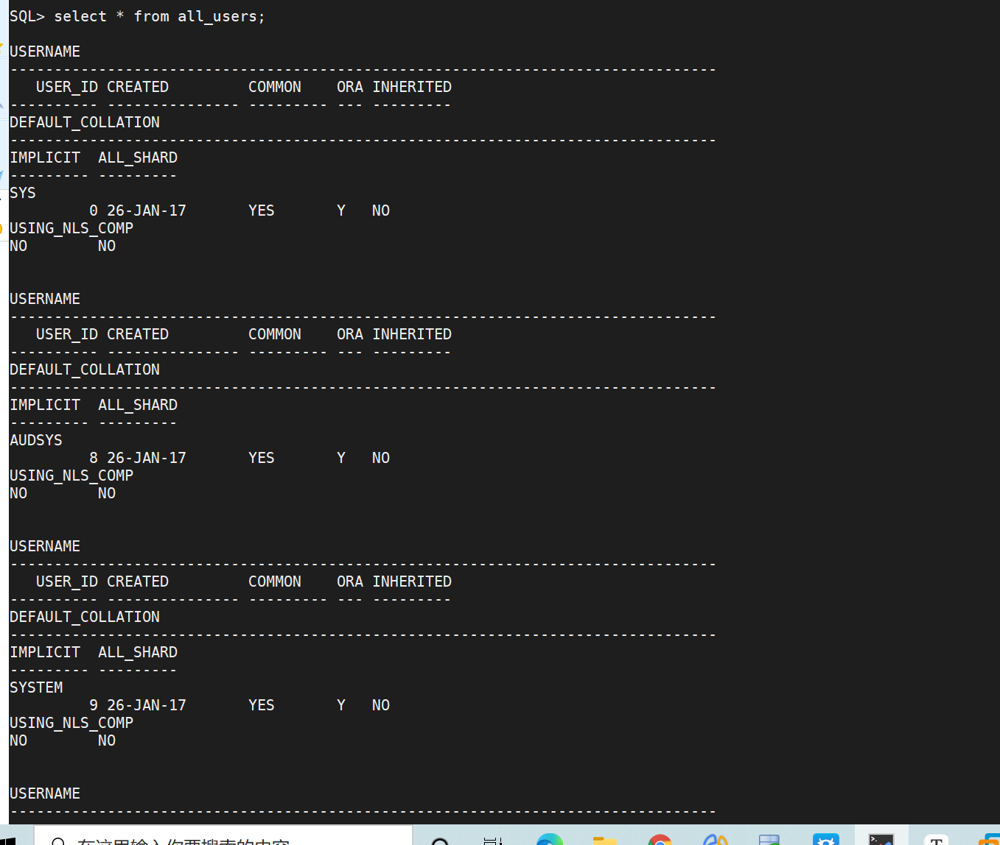 SQL> select * from all_users;
USERNAME
--------------------------------------------------------------------------------
   USER_ID CREATED         COMMON    ORA INHERITED
---------- --------------- --------- --- ---------
DEFAULT_COLLATION
--------------------------------------------------------------------------------
IMPLICIT  ALL_SHARD
--------- ---------
SYS
         0 26-JAN-17       YES       Y   NO
USING_NLS_COMP
NO        NO
USERNAME
--------------------------------------------------------------------------------
   USER_ID CREATED         COMMON    ORA INHERITED
---------- --------------- --------- --- ---------
DEFAULT_COLLATION
--------------------------------------------------------------------------------
IMPLICIT  ALL_SHARD
--------- ---------
AUDSYS
         8 26-JAN-17       YES       Y   NO
USING_NLS_COMP
NO        NO
USERNAME
--------------------------------------------------------------------------------
   USER_ID CREATED         COMMON    ORA INHERITED
---------- --------------- --------- --- ---------
DEFAULT_COLLATION
--------------------------------------------------------------------------------
IMPLICIT  ALL_SHARD
--------- ---------
SYSTEM
         9 26-JAN-17       YES       Y   NO
USING_NLS_COMP
NO        NO
USERNAME
--------------------------------------------------------------------------------
在这里输入你要搜索的内容